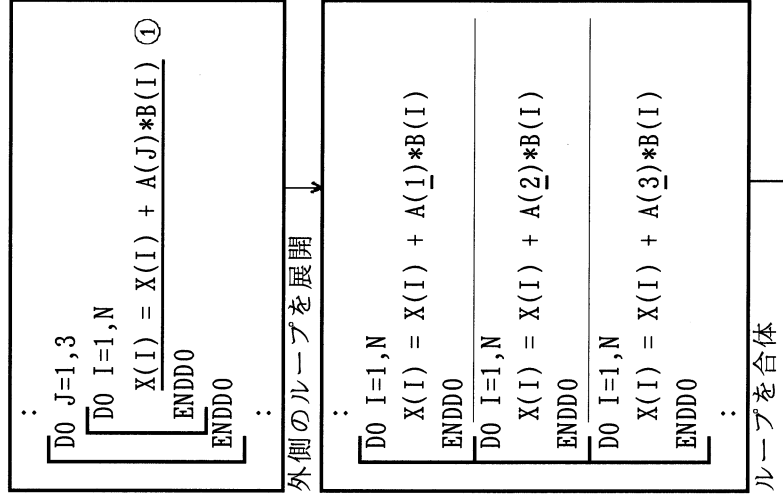 :
DO J=1,3
DO I=1,N
X(I) = X(I) + A(J)*B(I) ①
ENDDO
ENDDO
:
外側のループを展開
:
DO I=1,N
X(I) = X(I) + A(1)*B(I)
ENDDO
DO I=1,N
X(I) = X(I) + A(2)*B(I)
ENDDO
DO I=1,N
X(I) = X(I) + A(3)*B(I)
ENDDO
:
ループを合体